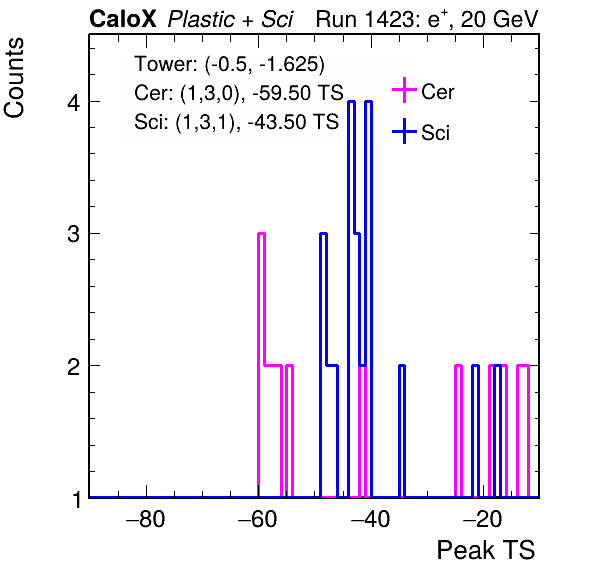 CaloX Plastic + Sci Run 1423: e+, 20 GeV
Tower: (-0.5, -1.625)
Cer: (1,3,0), -59.50 TS
Sci: (1,3,1), -43.50 TS
Cer
Sci
Counts
4
3
2
1
−80 −60 −40 −20
Peak TS